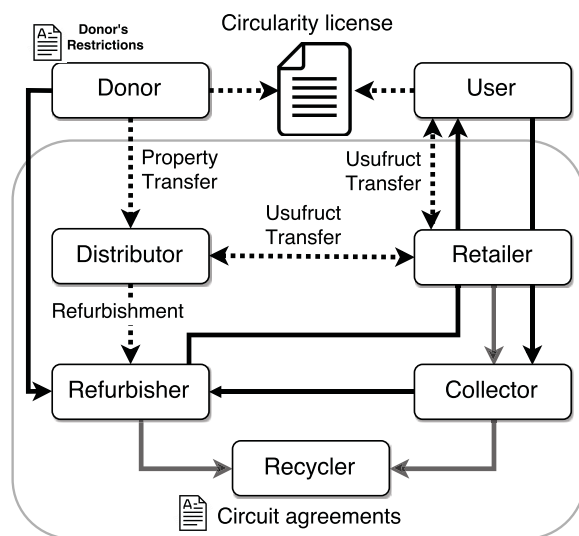 Circularity license
Donor's
Restrictions
A-
Donor
User
Property
Transfer
Usufruct
Transfer
Usufruct
Transfer
Distributor
Retailer
Refurbishment
Refurbisher
Collector
Recycler
A-
Circuit agreements